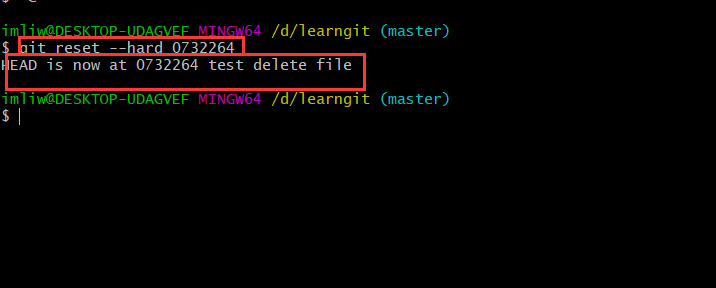 imliw@DESKTOP-UDAGVEF MINGW64 /d/learngit (master)
$ git reset --hard 0732264
HEAD is now at 0732264 test delete file
imliw@DESKTOP-UDAGVEF MINGW64 /d/learngit (master)
$